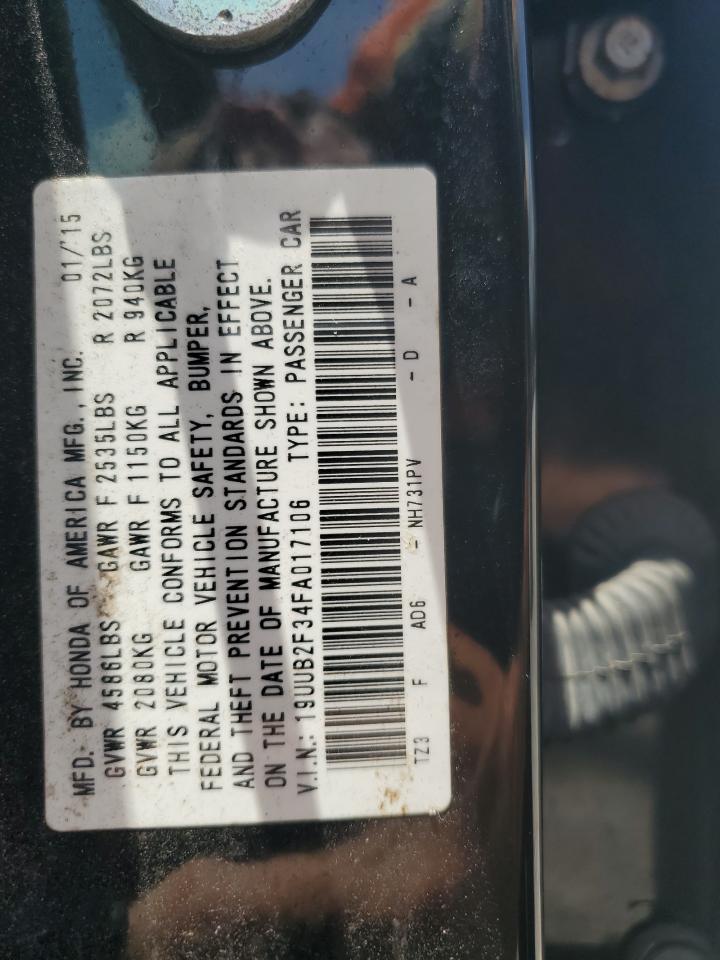 MFD. BY HONDA OF AMERICA MFG., INC. 01/'15
GVWR 4586LBS GAWR F 2535LBS R 2072LBS
GVWR 2080KG GAWR F 1150KG R 940KG
THIS VEHICLE CONFORMS TO ALL APPLICABLE
FEDERAL MOTOR VEHICLE SAFETY, BUMPER,
AND THEFT PREVENTION STANDARDS IN EFFECT
ON THE DATE OF MANUFACTURE SHOWN ABOVE.
V.I.N.: 19UUB2F34FA017106 TYPE: PASSENGER CAR
TZ3 F AD6 - NH731PV - D - A